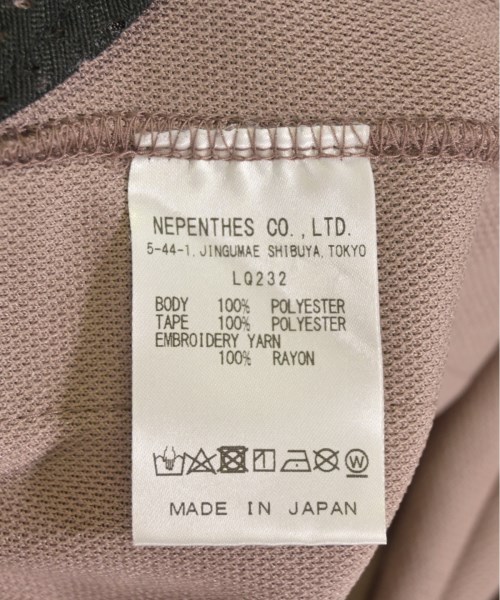 NEPENTHES CO.,LTD.
5-44-1,JINGUMAE SHIBUYA,TOKYO
LQ232
BODY 100% POLYESTER
TAPE 100% POLYESTER
EMBROIDERY YARN
100% RAYON
W
MADE IN JAPAN